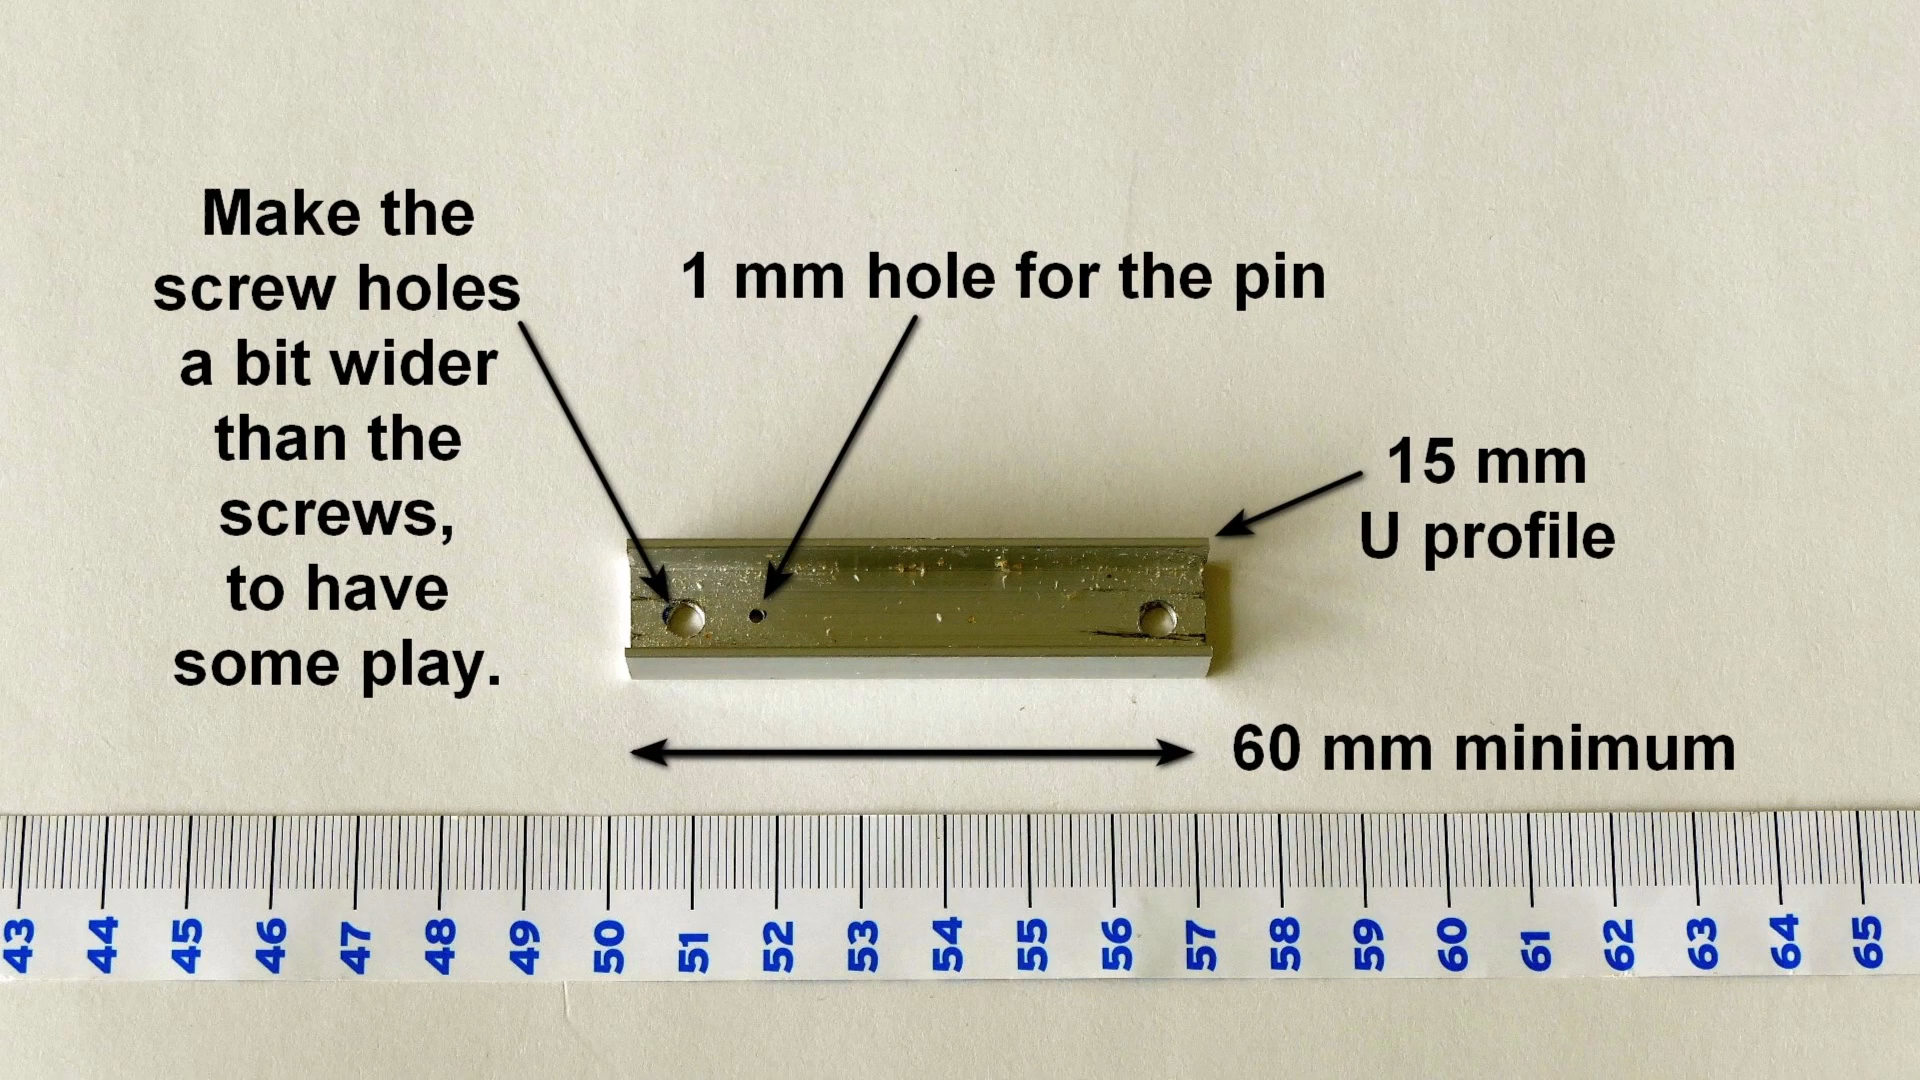 Make the
screw holes
a bit wider
than the
screws,
to have
some play.
1 mm hole for the pin
15 mm
U profile
60 mm minimum
43 44 45 46 47 48 49 50 51 52 53 54 55 56 57 58 59 60 61 62 63 64 65